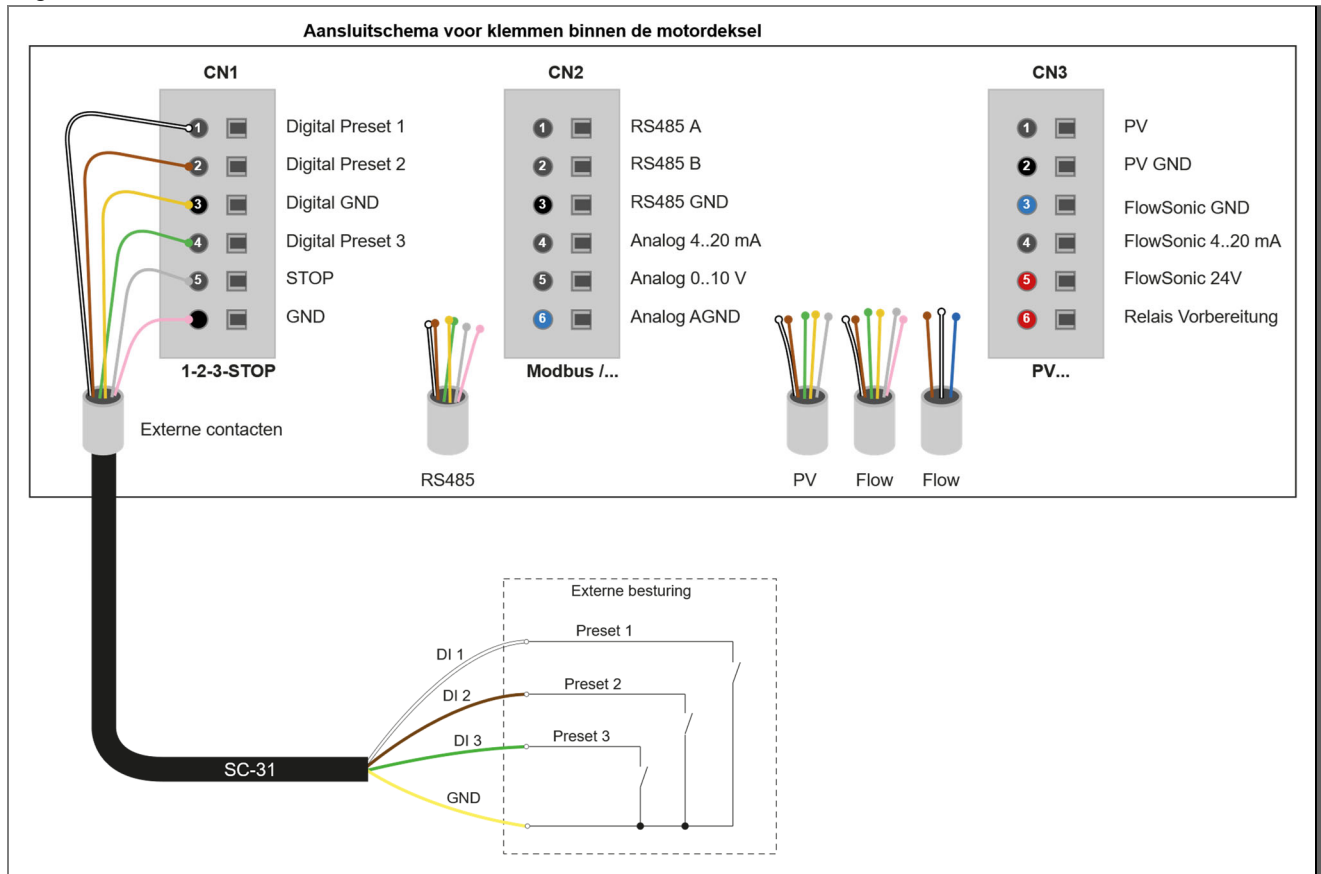 Aansluitschema voor klemmen binnen de motordeksel
CN1
1 Digital Preset 1
2 Digital Preset 2
3 Digital GND
4 Digital Preset 3
5 STOP
GND
1-2-3-STOP
Externe contacten
CN2
1 RS485 A
2 RS485 B
3 RS485 GND
4 Analog 4..20 mA
5 Analog 0..10 V
6 Analog AGND
Modbus /...
RS485
CN3
1 PV
2 PV GND
3 FlowSonic GND
4 FlowSonic 4..20 mA
5 FlowSonic 24V
6 Relais Vorbereitung
PV...
PV Flow Flow
Externe besturing
DI 1 Preset 1
DI 2 Preset 2
DI 3 Preset 3
GND
SC-31